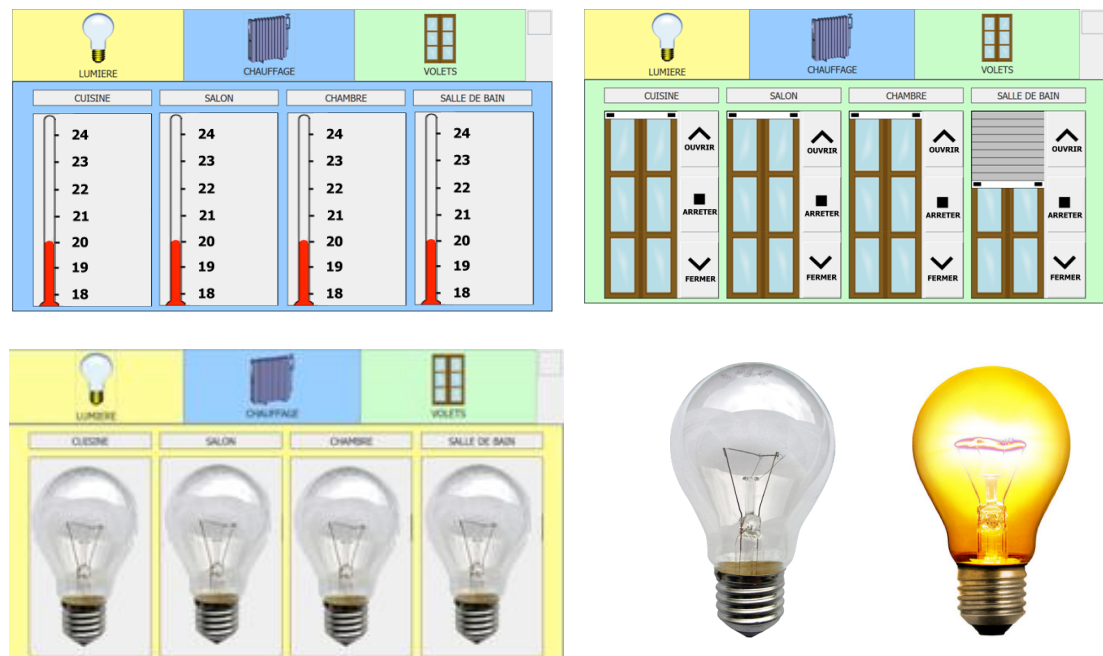 LUMIERE CHAUFFAGE VOLETS
CUISINE SALON CHAMBRE SALLE DE BAIN
24 24 24 24
23 23 23 23
22 22 22 22
21 21 21 21
20 20 20 20
19 19 19 19
18 18 18 18
LUMIERE CHAUFFAGE VOLETS
CUISINE SALON CHAMBRE SALLE DE BAIN
OUVRIR OUVRIR OUVRIR OUVRIR
ARRETER ARRETER ARRETER ARRETER
FERMER FERMER FERMER FERMER
LUMIERE CHAUFFAGE VOLETS
CUISINE SALON CHAMBRE SALLE DE BAIN